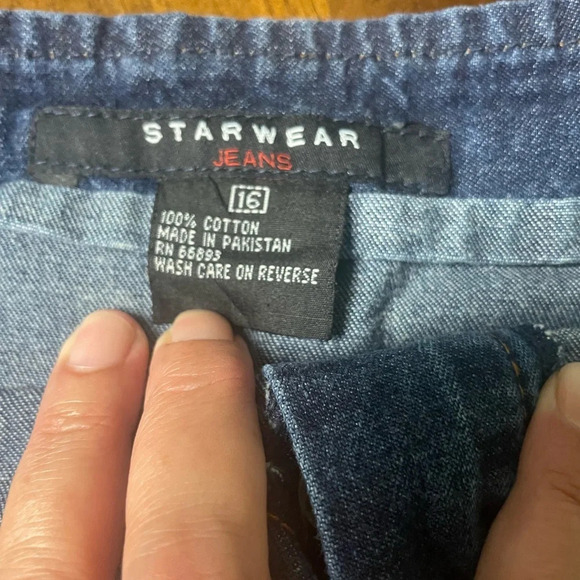 STARWEAR
JEANS
16
100% COTTON
MADE IN PAKISTAN
RN 66893
WASH CARE ON REVERSE